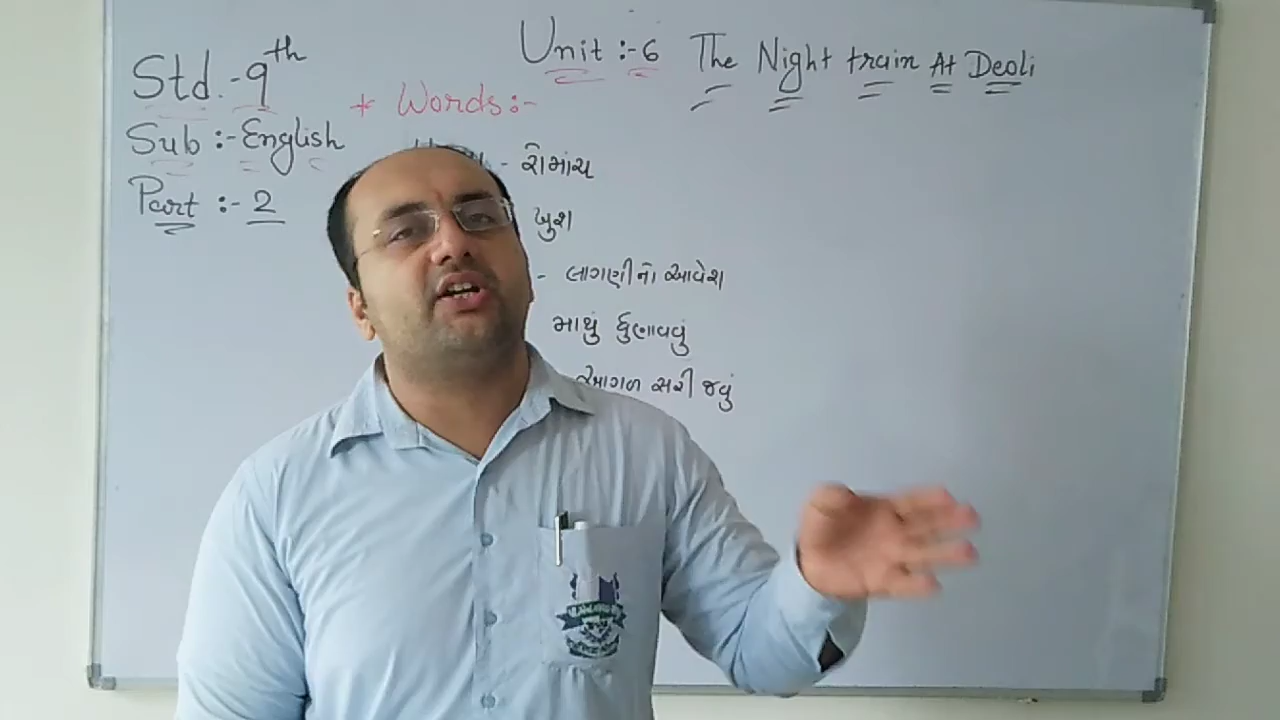 Std.-9th
Unit :-6 The Night train At Deoli
Sub :- English
* Words:-
Part :- 2
- રોમાંચ
ખુશ
- લાગણીનો આવેશ
માથું ધુણાવવું
આગળ સરી જવું